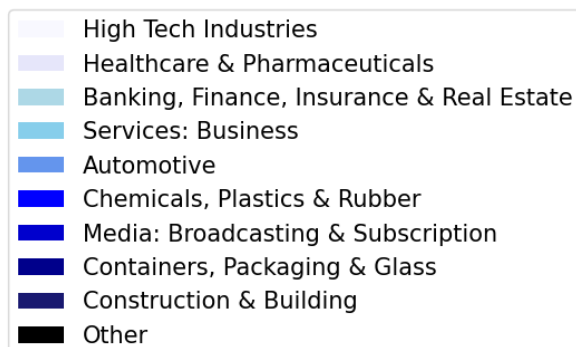 High Tech Industries
Healthcare & Pharmaceuticals
Banking, Finance, Insurance & Real Estate
Services: Business
Automotive
Chemicals, Plastics & Rubber
Media: Broadcasting & Subscription
Containers, Packaging & Glass
Construction & Building
Other